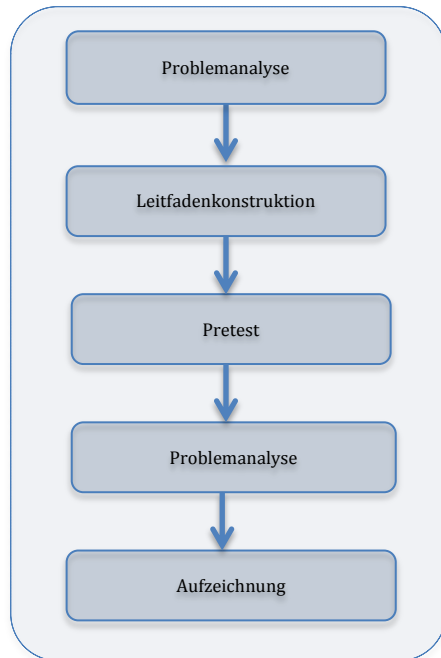 Problemanalyse
Leitfadenkonstruktion
Pretest
Problemanalyse
Aufzeichnung